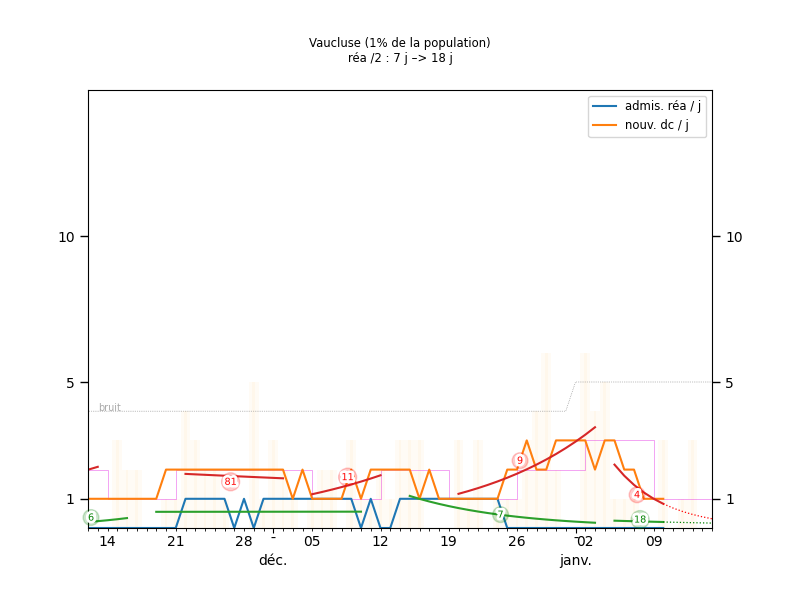 Vaucluse (1% de la population)
réa /2 : 7 j –> 18 j
admis. réa / j
nouv. dc / j
10 10
5 5
bruit
9
81 11
4
1 1
6 7 18
14 21 28 - 05 12 19 26 - 02 09
déc. janv.